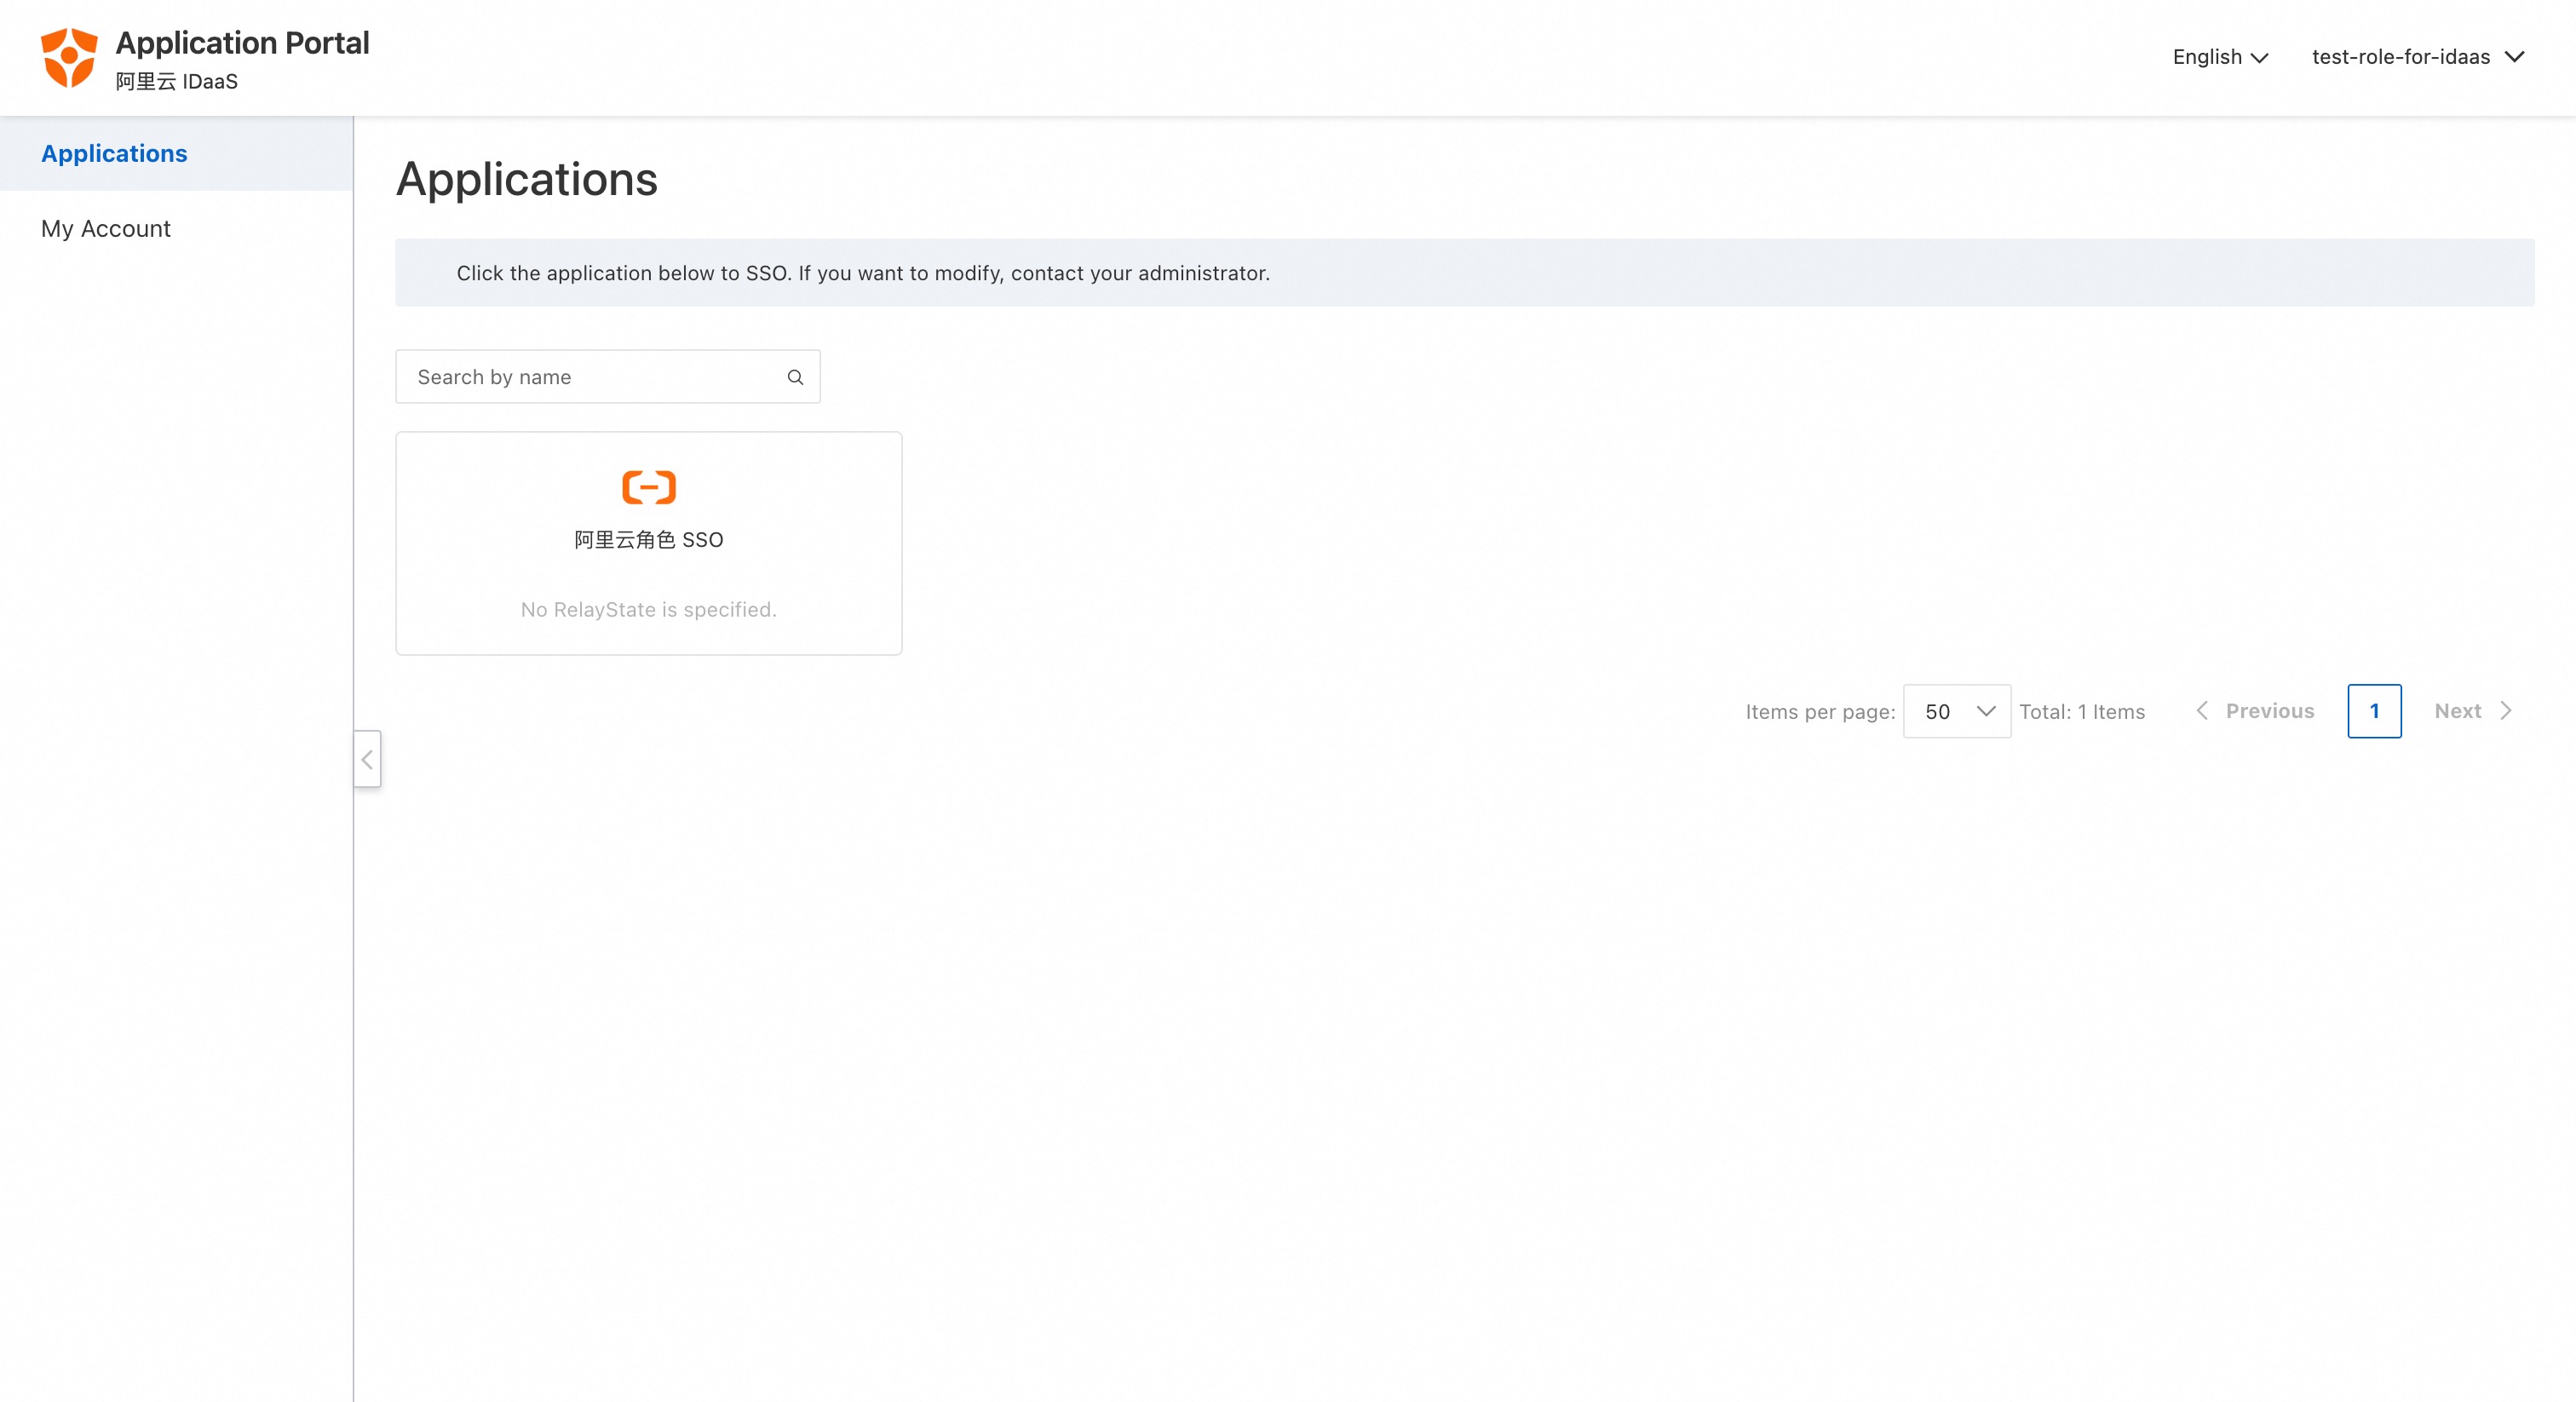 Application Portal
阿里云 IDaaS
English
test-role-for-idaas
Applications
My Account
Applications
Click the application below to SSO. If you want to modify, contact your administrator.
Search by name
阿里云角色 SSO
No RelayState is specified.
Items per page: 50 Total: 1 Items Previous 1 Next